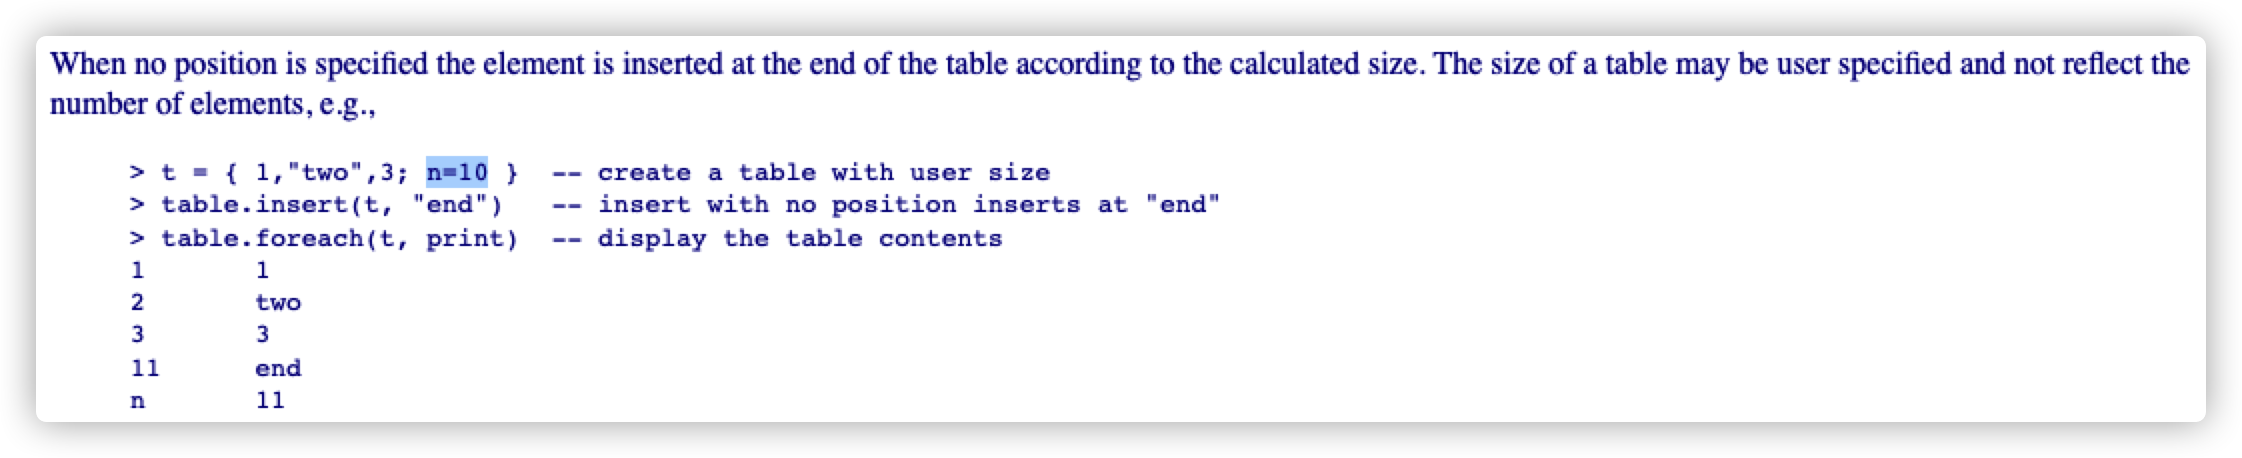 When no position is specified the element is inserted at the end of the table according to the calculated size. The size of a table may be user specified and not reflect the
number of elements, e.g.,
> t = { 1,"two",3; n=10 }  -- create a table with user size
> table.insert(t, "end")   -- insert with no position inserts at "end"
> table.foreach(t, print)  -- display the table contents
1       1
2       two
3       3
11      end
n       11